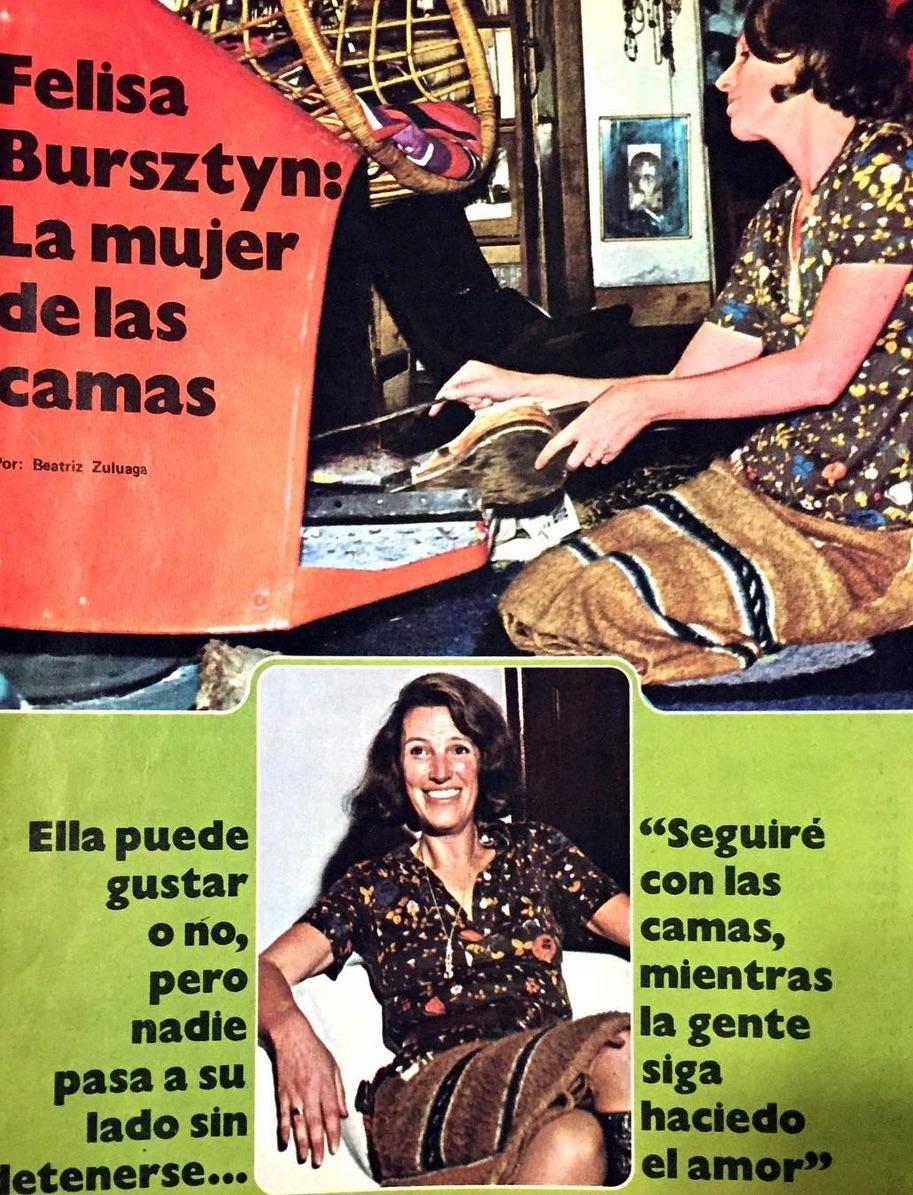 Felisa
Bursztyn:
La mujer
de las
camas
Por: Beatriz Zuluaga
Ella puede
gustar
o no,
pero
nadie
pasa a su
lado sin
detenerse...
“Seguiré
con las
camas,
mientras
la gente
siga
haciedo
el amor”